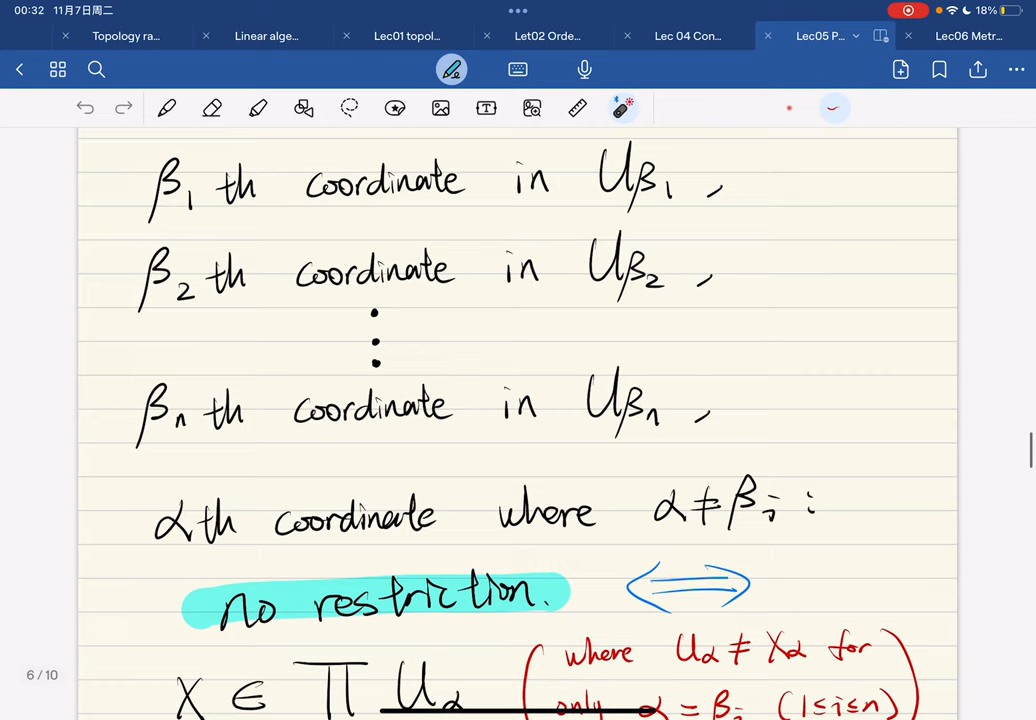 00:32 11月7日周二
18%
Topology ra... Linear alge... Lec01 topol... Let02 Orde... Lec 04 Con... Lec05 P... Lec06 Metr...
β₁ th coordinate in Uβ₁ ,
β₂ th coordinate in Uβ₂ ,
⋮
βₙ th coordinate in Uβₙ ,
αth coordinate where α ≠ βⱼ :
no restriction. ⟺
(where Uα ≠ Xα for
X ∈ ∏ Uα
only α = βᵢ (1≤i≤n)
6 / 10